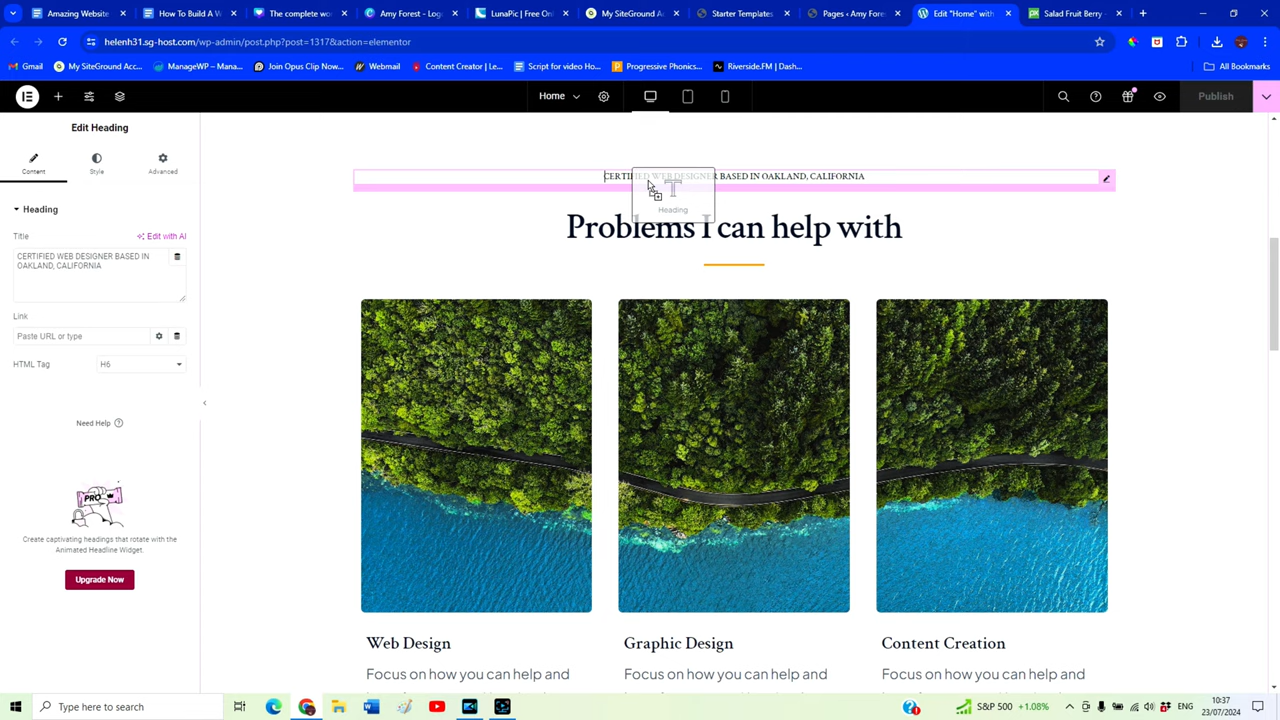 Amazing Websites
How To Build A W
The complete wo
Amy Forest - Log
LunaPic | Free Onl
My SiteGround Ac
Starter Templates
Pages ‹ Amy Fore
Edit "Home" with
Salad Fruit Berry -
helenh31.sg-host.com/wp-admin/post.php?post=1317&action=elementor
Gmail
My SiteGround Acc...
ManageWP – Mana...
Join Opus Clip Now...
Webmail
Content Creator | Le...
Script for video Ho...
Progressive Phonics...
Riverside.FM | Dash...
All Bookmarks
Home
Publish
Edit Heading
Content
Style
Advanced
Heading
Title
Edit with AI
CERTIFIED WEB DESIGNER BASED IN
OAKLAND, CALIFORNIA
Link
Paste URL or type
HTML Tag
H6
Need Help
PRO
Create captivating headings that rotate with the
Animated Headline Widget.
Upgrade Now
CERTIFIED WEB DESIGNER BASED IN OAKLAND, CALIFORNIA
Heading
Problems I can help with
Web Design
Graphic Design
Content Creation
Focus on how you can help and
Focus on how you can help and
Focus on how you can help and
Type here to search
S&P 500 +1.08%
ENG
10:37
23/07/2024